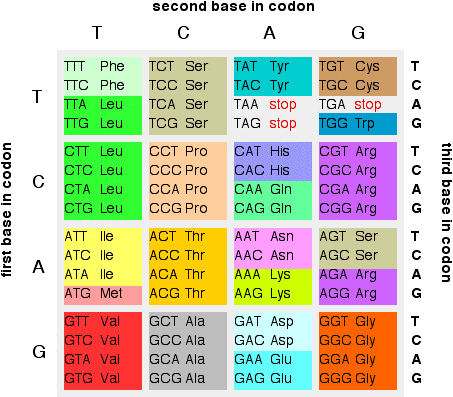 second base in codon
T C A G
TTT Phe TCT Ser TAT Tyr TGT Cys T
TTC Phe TCC Ser TAC Tyr TGC Cys C
T TTA Leu TCA Ser TAA stop TGA stop A
TTG Leu TCG Ser TAG stop TGG Trp G
CTT Leu CCT Pro CAT His CGT Arg T
CTC Leu CCC Pro CAC His CGC Arg C
C CTA Leu CCA Pro CAA Gln CGA Arg A
CTG Leu CCG Pro CAG Gln CGG Arg G
ATT Ile ACT Thr AAT Asn AGT Ser T
ATC Ile ACC Thr AAC Asn AGC Ser C
A ATA Ile ACA Thr AAA Lys AGA Arg A
ATG Met ACG Thr AAG Lys AGG Arg G
GTT Val GCT Ala GAT Asp GGT Gly T
GTC Val GCC Ala GAC Asp GGC Gly C
G GTA Val GCA Ala GAA Glu GGA Gly A
GTG Val GCG Ala GAG Glu GGG Gly G
first base in codon
third base in codon